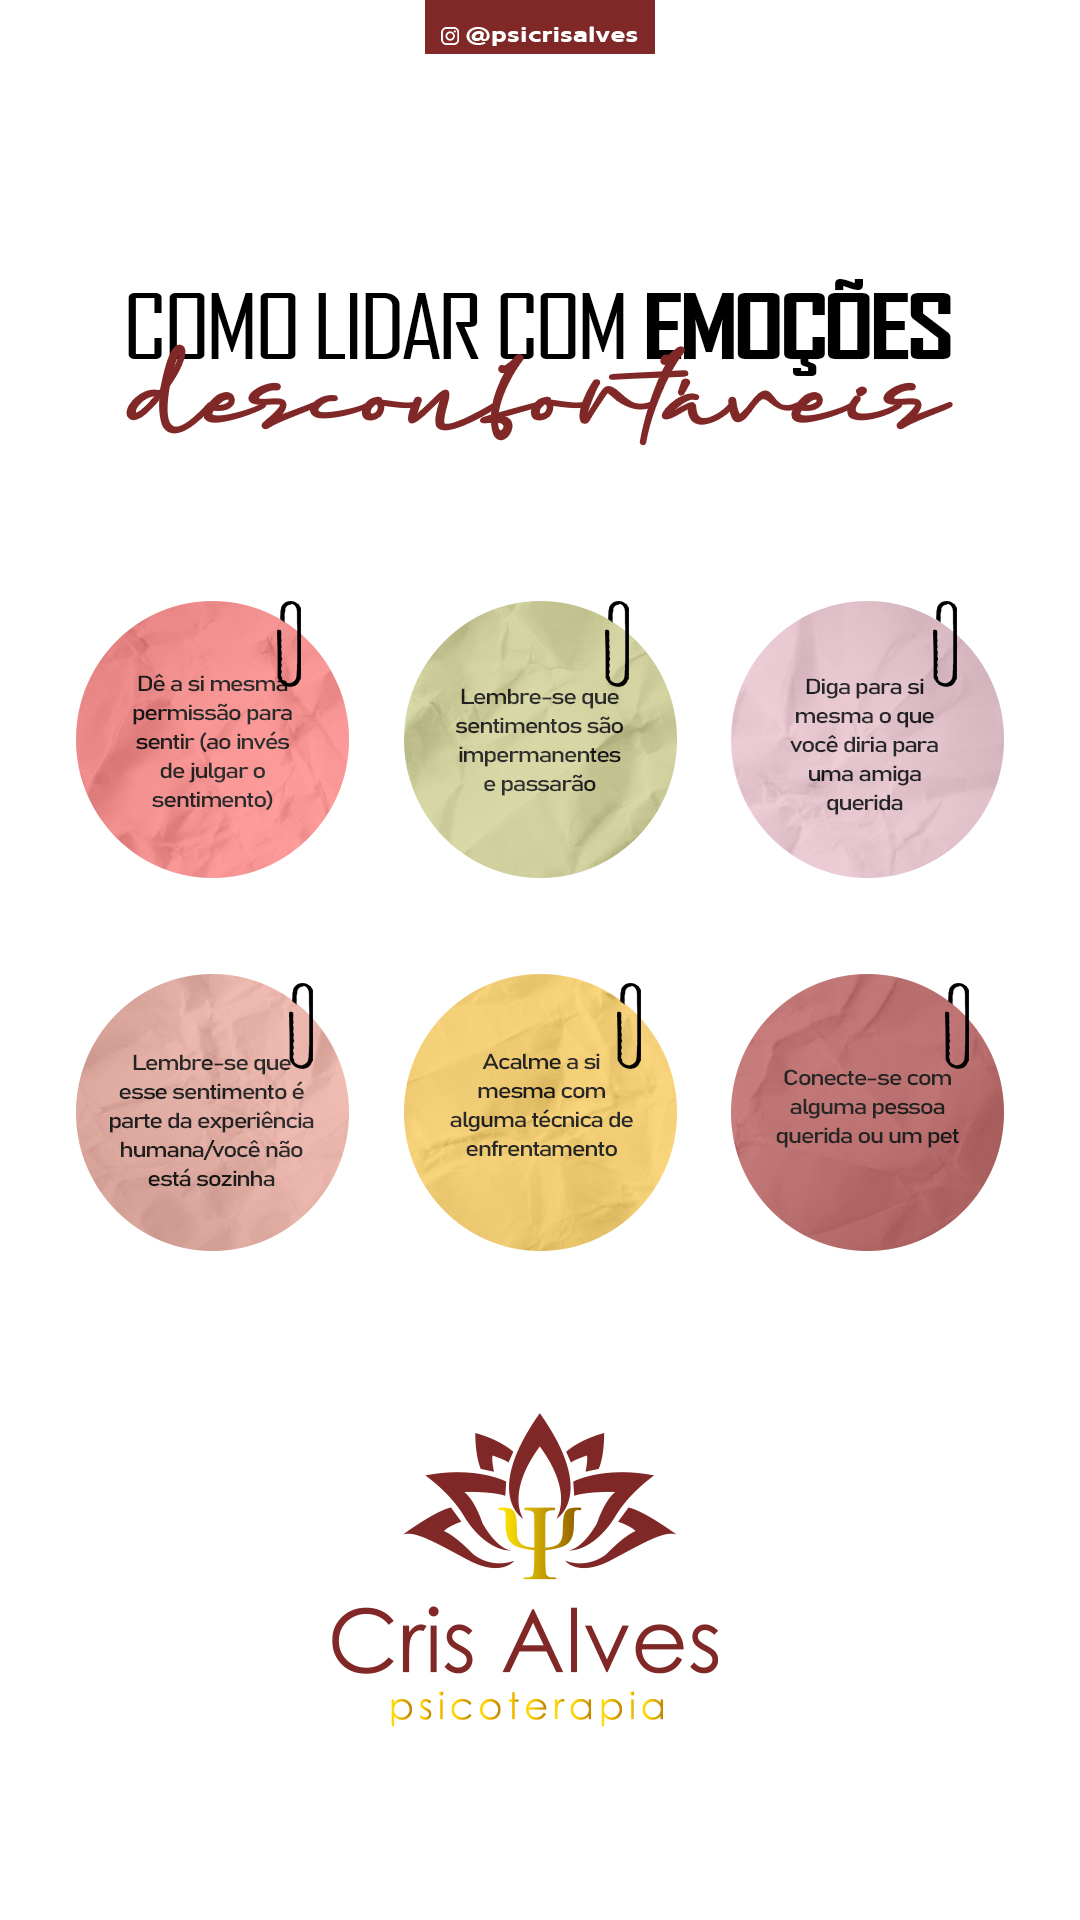 @psicrisalves
COMO LIDAR COM EMOÇÕES
desconfortáveis
Dê a si mesma
permissão para
sentir (ao invés
de julgar o
sentimento)
Lembre-se que
sentimentos são
impermanentes
e passarão
Diga para si
mesma o que
você diria para
uma amiga
querida
Lembre-se que
esse sentimento é
parte da experiência
humana/você não
está sozinha
Acalme a si
mesma com
alguma técnica de
enfrentamento
Conecte-se com
alguma pessoa
querida ou um pet
Ψ
Cris Alves
psicoterapia